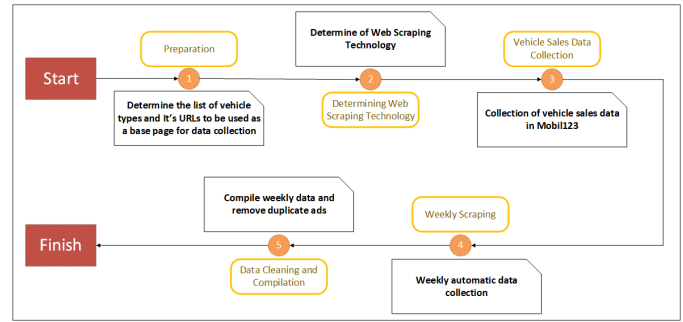 Start
Preparation
1
Determine the list of vehicle
types and It's URLs to be used as
a base page for data collection
Determine of Web Scraping
Technology
2
Determining Web
Scraping Technology
Vehicle Sales Data
Collection
3
Collection of vehicle sales data
in Mobil123
Weekly Scraping
4
Weekly automatic data
collection
Compile weekly data and
remove duplicate ads
5
Data Cleaning and
Compilation
Finish